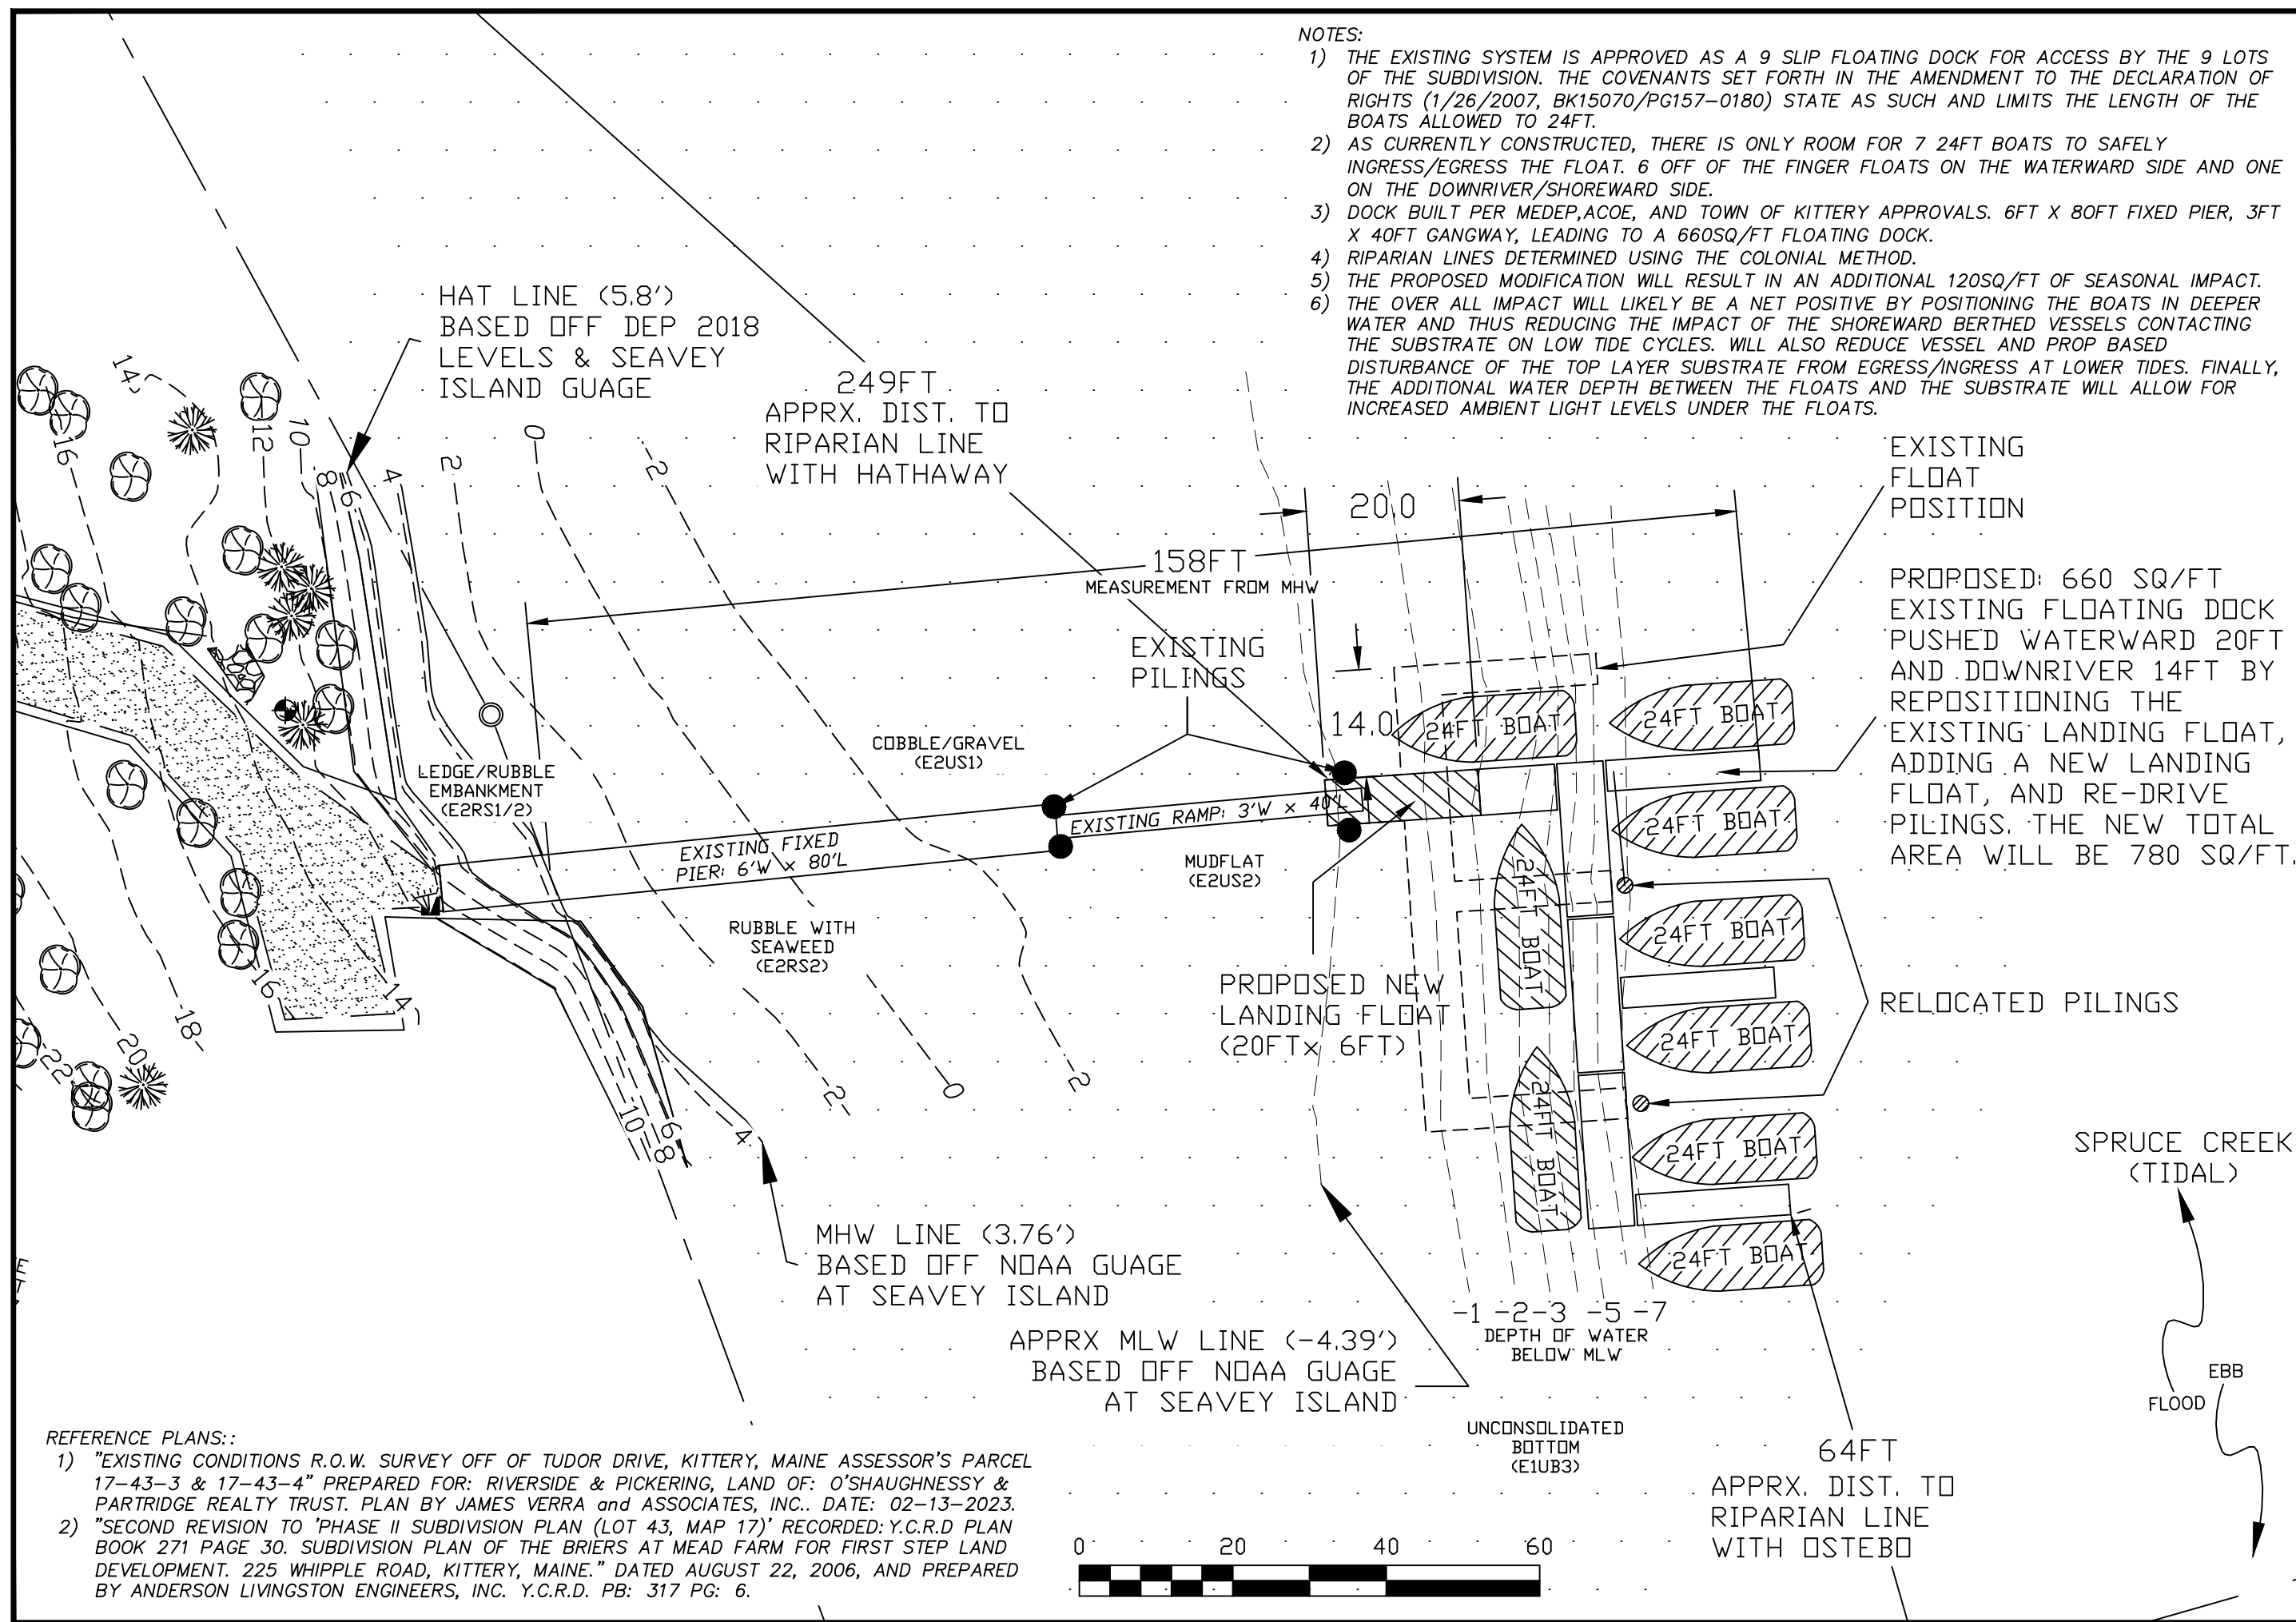 NOTES:
1) THE EXISTING SYSTEM IS APPROVED AS A 9 SLIP FLOATING DOCK FOR ACCESS BY THE 9 LOTS
OF THE SUBDIVISION. THE COVENANTS SET FORTH IN THE AMENDMENT TO THE DECLARATION OF
RIGHTS (1/26/2007, BK15070/PG157-0180) STATE AS SUCH AND LIMITS THE LENGTH OF THE
BOATS ALLOWED TO 24FT.
2) AS CURRENTLY CONSTRUCTED, THERE IS ONLY ROOM FOR 7 24FT BOATS TO SAFELY
INGRESS/EGRESS THE FLOAT. 6 OFF OF THE FINGER FLOATS ON THE WATERWARD SIDE AND ONE
ON THE DOWNRIVER/SHOREWARD SIDE.
3) DOCK BUILT PER MEDEP,ACOE, AND TOWN OF KITTERY APPROVALS. 6FT X 80FT FIXED PIER, 3FT
X 40FT GANGWAY, LEADING TO A 660SQ/FT FLOATING DOCK.
4) RIPARIAN LINES DETERMINED USING THE COLONIAL METHOD.
5) THE PROPOSED MODIFICATION WILL RESULT IN AN ADDITIONAL 120SQ/FT OF SEASONAL IMPACT.
6) THE OVER ALL IMPACT WILL LIKELY BE A NET POSITIVE BY POSITIONING THE BOATS IN DEEPER
WATER AND THUS REDUCING THE IMPACT OF THE SHOREWARD BERTHED VESSELS CONTACTING
THE SUBSTRATE ON LOW TIDE CYCLES. WILL ALSO REDUCE VESSEL AND PROP BASED
DISTURBANCE OF THE TOP LAYER SUBSTRATE FROM EGRESS/INGRESS AT LOWER TIDES. FINALLY,
THE ADDITIONAL WATER DEPTH BETWEEN THE FLOATS AND THE SUBSTRATE WILL ALLOW FOR
INCREASED AMBIENT LIGHT LEVELS UNDER THE FLOATS.
HAT LINE (5.8')
BASED OFF DEP 2018
LEVELS & SEAVEY
ISLAND GUAGE
249FT
APPRX. DIST. TO
RIPARIAN LINE
WITH HATHAWAY
EXISTING
FLOAT
POSITION
14
16
12
10
8
6
4
2
0
-2
20.0
158FT
MEASUREMENT FROM MHW
PROPOSED: 660 SQ/FT
EXISTING FLOATING DOCK
PUSHED WATERWARD 20FT
AND DOWNRIVER 14FT BY
REPOSITIONING THE
EXISTING LANDING FLOAT,
ADDING A NEW LANDING
FLOAT, AND RE-DRIVE
PILINGS. THE NEW TOTAL
AREA WILL BE 780 SQ/FT.
EXISTING
PILINGS
14.0
24FT BOAT
24FT BOAT
COBBLE/GRAVEL
(E2US1)
LEDGE/RUBBLE
EMBANKMENT
(E2RS1/2)
EXISTING RAMP: 3'W x 40'L
24FT BOAT
EXISTING FIXED
PIER: 6'W x 80'L
MUDFLAT
(E2US2)
24FT BOAT
24FT BOAT
RUBBLE WITH
SEAWEED
(E2RS2)
PROPOSED NEW
LANDING FLOAT
(20FTx 6FT)
RELOCATED PILINGS
24FT BOAT
24FT BOAT
24FT BOAT
24FT BOAT
16
14
18
20
22
10
8
6
4
2
0
-2
SPRUCE CREEK
(TIDAL)
MHW LINE (3.76')
BASED OFF NOAA GUAGE
AT SEAVEY ISLAND
-1 -2-3 -5 -7
DEPTH OF WATER
BELOW MLW
APPRX MLW LINE (-4.39')
BASED OFF NOAA GUAGE
AT SEAVEY ISLAND
EBB
FLOOD
UNCONSOLIDATED
BOTTOM
(E1UB3)
64FT
APPRX. DIST. TO
RIPARIAN LINE
WITH OSTEBO
REFERENCE PLANS::
1) "EXISTING CONDITIONS R.O.W. SURVEY OFF OF TUDOR DRIVE, KITTERY, MAINE ASSESSOR'S PARCEL
17-43-3 & 17-43-4" PREPARED FOR: RIVERSIDE & PICKERING, LAND OF: O'SHAUGHNESSY &
PARTRIDGE REALTY TRUST. PLAN BY JAMES VERRA and ASSOCIATES, INC.. DATE: 02-13-2023.
2) "SECOND REVISION TO 'PHASE II SUBDIVISION PLAN (LOT 43, MAP 17)' RECORDED: Y.C.R.D PLAN
BOOK 271 PAGE 30. SUBDIVISION PLAN OF THE BRIERS AT MEAD FARM FOR FIRST STEP LAND
DEVELOPMENT. 225 WHIPPLE ROAD, KITTERY, MAINE." DATED AUGUST 22, 2006, AND PREPARED
BY ANDERSON LIVINGSTON ENGINEERS, INC. Y.C.R.D. PB: 317 PG: 6.
0 20 40 60